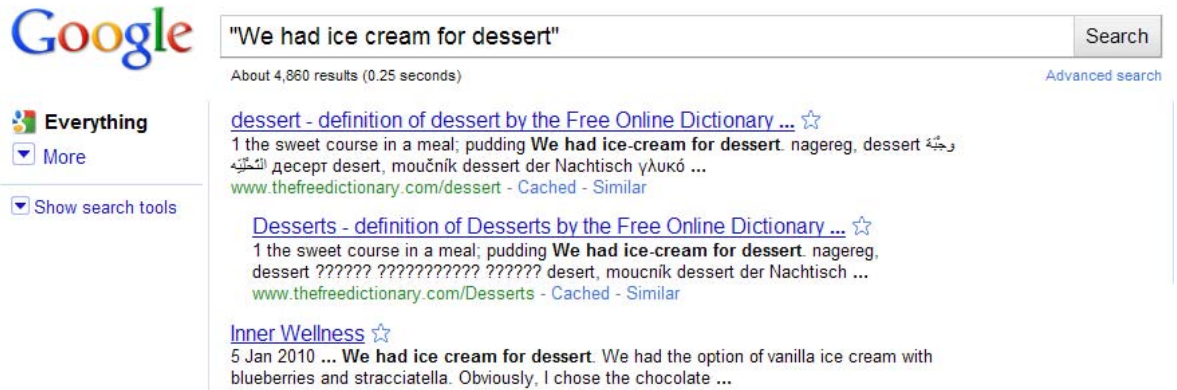 Google
"We had ice cream for dessert"
Search
About 4,860 results (0.25 seconds)
Advanced search
Everything
More
Show search tools
dessert - definition of dessert by the Free Online Dictionary ...
1 the sweet course in a meal; pudding We had ice-cream for dessert. nagereg, dessert وجْبَة
التَّحْلِيَه десерт desert, moučník dessert der Nachtisch γλυκό ...
www.thefreedictionary.com/dessert - Cached - Similar
Desserts - definition of Desserts by the Free Online Dictionary ...
1 the sweet course in a meal; pudding We had ice-cream for dessert. nagereg,
dessert ?????? ??????????? ?????? desert, moucník dessert der Nachtisch ...
www.thefreedictionary.com/Desserts - Cached - Similar
Inner Wellness
5 Jan 2010 ... We had ice cream for dessert. We had the option of vanilla ice cream with
blueberries and stracciatella. Obviously, I chose the chocolate ...